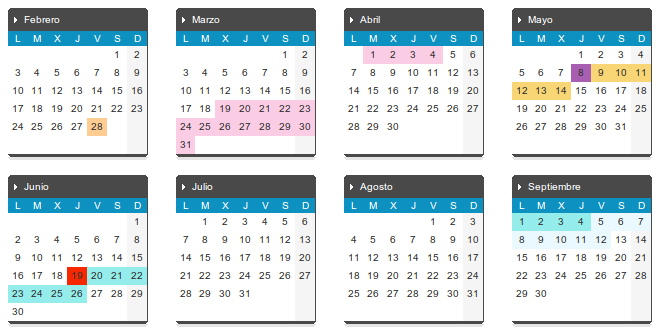 Febrero
L M X J V S D
1 2
3 4 5 6 7 8 9
10 11 12 13 14 15 16
17 18 19 20 21 22 23
24 25 26 27 28
Marzo
L M X J V S D
1 2
3 4 5 6 7 8 9
10 11 12 13 14 15 16
17 18 19 20 21 22 23
24 25 26 27 28 29 30
31
Abril
L M X J V S D
1 2 3 4 5 6
7 8 9 10 11 12 13
14 15 16 17 18 19 20
21 22 23 24 25 26 27
28 29 30
Mayo
L M X J V S D
1 2 3 4
5 6 7 8 9 10 11
12 13 14 15 16 17 18
19 20 21 22 23 24 25
26 27 28 29 30 31
Junio
L M X J V S D
1
2 3 4 5 6 7 8
9 10 11 12 13 14 15
16 17 18 19 20 21 22
23 24 25 26 27 28 29
30
Julio
L M X J V S D
1 2 3 4 5 6
7 8 9 10 11 12 13
14 15 16 17 18 19 20
21 22 23 24 25 26 27
28 29 30 31
Agosto
L M X J V S D
1 2 3
4 5 6 7 8 9 10
11 12 13 14 15 16 17
18 19 20 21 22 23 24
25 26 27 28 29 30 31
Septiembre
L M X J V S D
1 2 3 4 5 6 7
8 9 10 11 12 13 14
15 16 17 18 19 20 21
22 23 24 25 26 27 28
29 30